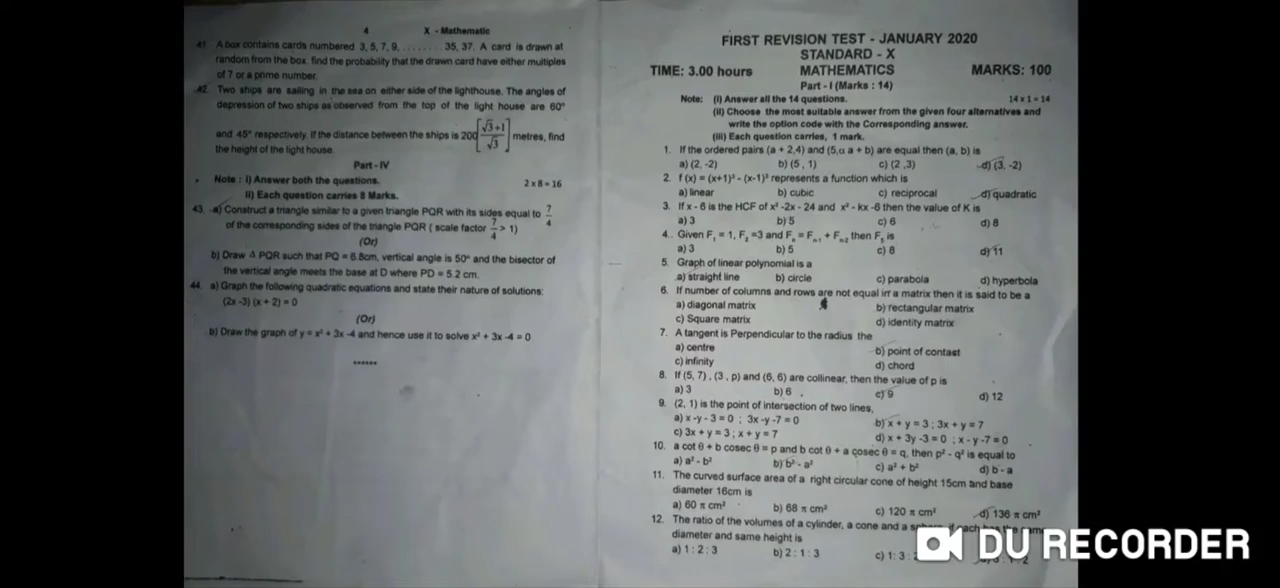 4 X - Mathematic
41. A box contains cards numbered 3, 5, 7, 9, ........ 35, 37. A card is drawn at
random from the box. find the probability that the drawn card have either multiples
of 7 or a prime number.
42. Two ships are sailing in the sea on either side of the lighthouse. The angles of
depression of two ships as observed from the top of the light house are 60°
and 45° respectively. If the distance between the ships is 200[(√3+1)/√3] metres, find
the height of the light house.
Part-IV
Note : i) Answer both the questions. 2 x 8 = 16
ii) Each question carries 8 Marks.
43. a) Construct a triangle similar to a given triangle PQR with its sides equal to 7/4
of the corresponding sides of the triangle PQR ( scale factor 7/4 > 1)
(Or)
b) Draw Δ PQR such that PQ = 6.8cm, vertical angle is 50° and the bisector of
the vertical angle meets the base at D where PD = 5.2 cm.
44. a) Graph the following quadratic equations and state their nature of solutions:
(2x -3) (x + 2) = 0
(Or)
b) Draw the graph of y = x² + 3x -4 and hence use it to solve x² + 3x -4 = 0
******
FIRST REVISION TEST - JANUARY 2020
STANDARD - X
TIME: 3.00 hours MATHEMATICS MARKS: 100
Part - I (Marks : 14)
Note: (i) Answer all the 14 questions. 14 x 1 = 14
(ii) Choose the most suitable answer from the given four alternatives and
write the option code with the Corresponding answer.
(iii) Each question carries, 1 mark.
1. If the ordered pairs (a + 2,4) and (5,α a + b) are equal then (a, b) is
a) (2, -2) b) (5 , 1) c) (2 ,3) d) (3, -2)
2. f (x) = (x+1)³ - (x-1)³ represents a function which is
a) linear b) cubic c) reciprocal d) quadratic
3. If x - 6 is the HCF of x² -2x - 24 and x² - kx -6 then the value of K is
a) 3 b) 5 c) 6 d) 8
4.. Given F₁ = 1, F₂ =3 and Fₙ = Fₙ₋₁ + Fₙ₋₂ then F₅ is
a) 3 b) 5 c) 8 d) 11
5. Graph of linear polynomial is a
a) straight line b) circle c) parabola d) hyperbola
6. If number of columns and rows are not equal in a matrix then it is said to be a
a) diagonal matrix b) rectangular matrix
c) Square matrix d) identity matrix
7. A tangent is Perpendicular to the radius the
a) centre b) point of contast
c) infinity d) chord
8. If (5, 7) , (3 , p) and (6, 6) are collinear, then the value of p is
a) 3 b) 6 c) 9 d) 12
9. (2, 1) is the point of intersection of two lines,
a) x -y - 3 = 0 ; 3x -y -7 = 0 b) x + y = 3 ; 3x + y = 7
c) 3x + y = 3 ; x + y = 7 d) x + 3y -3 = 0 ; x - y -7 = 0
10. a cot θ + b cosec θ = p and b cot θ + a cosec θ = q, then p² - q² is equal to
a) a² - b² b) b² - a² c) a² + b² d) b - a
11. The curved surface area of a right circular cone of height 15cm and base
diameter 16cm is
a) 60 π cm² b) 68 π cm² c) 120 π cm² d) 136 π cm²
12. The ratio of the volumes of a cylinder, a cone and a
diameter and same height is
a) 1 : 2 : 3 b) 2 : 1 : 3 c) 1: 3 :
DU RECORDER